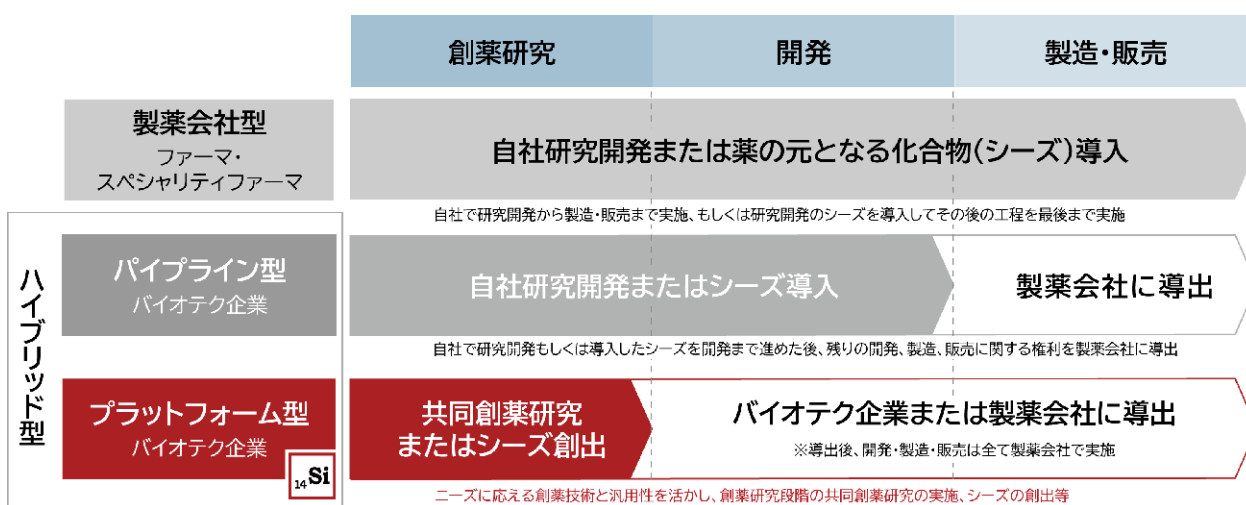 創薬研究
開発
製造・販売
製薬会社型
ファーマ・
スペシャリティファーマ
自社研究開発または薬の元となる化合物(シーズ)導入
自社で研究開発から製造・販売まで実施、もしくは研究開発のシーズを導入してその後の工程を最後まで実施
ハイブリッド型
パイプライン型
バイオテク企業
自社研究開発またはシーズ導入
製薬会社に導出
自社で研究開発もしくは導入したシーズを開発まで進めた後、残りの開発、製造、販売に関する権利を製薬会社に導出
プラットフォーム型
バイオテク企業
14Si
共同創薬研究
またはシーズ創出
バイオテク企業または製薬会社に導出
※導出後、開発・製造・販売は全て製薬会社で実施
ニーズに応える創薬技術と汎用性を活かし、創薬研究段階の共同創薬研究の実施、シーズの創出等